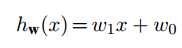 h_w(x) = w_1x + w_0